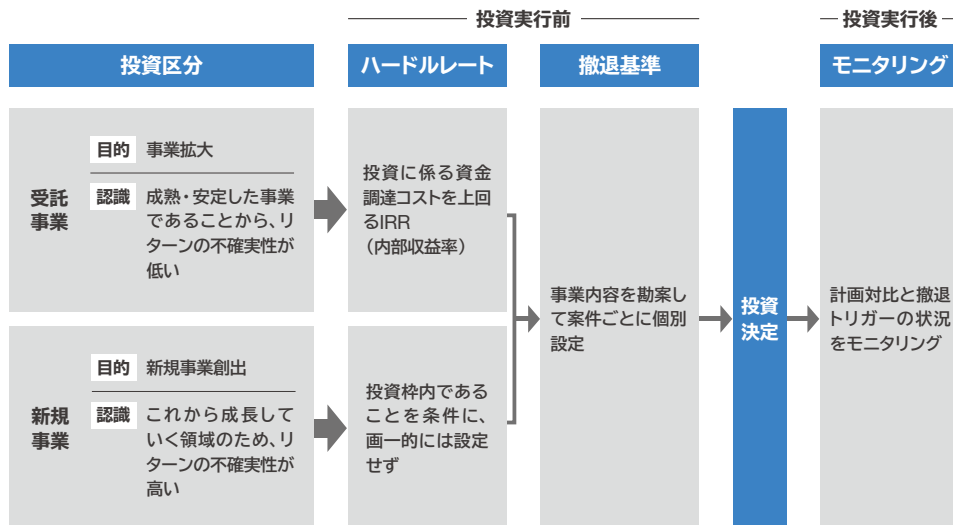 投資実行前
投資実行後
投資区分
ハードルレート
撤退基準
モニタリング
受託
事業
目的 事業拡大
認識 成熟・安定した事業
であることから、リ
ターンの不確実性が
低い
投資に係る資金
調達コストを上回
るIRR
（内部収益率）
新規
事業
目的 新規事業創出
認識 これから成長して
いく領域のため、リ
ターンの不確実性が
高い
投資枠内である
ことを条件に、
画一的には設定
せず
事業内容を勘案し
て案件ごとに個別
設定
投資
決定
計画対比と撤退
トリガーの状況
をモニタリング